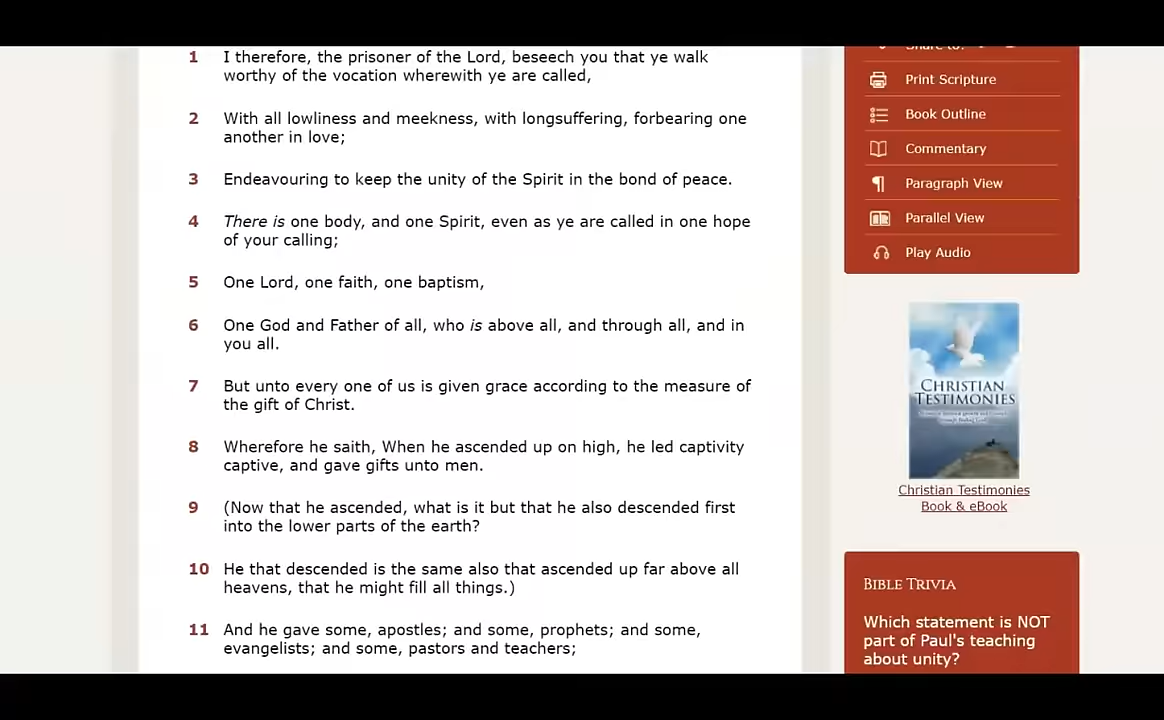 1 I therefore, the prisoner of the Lord, beseech you that ye walk
worthy of the vocation wherewith ye are called,
2 With all lowliness and meekness, with longsuffering, forbearing one
another in love;
3 Endeavouring to keep the unity of the Spirit in the bond of peace.
4 There is one body, and one Spirit, even as ye are called in one hope
of your calling;
5 One Lord, one faith, one baptism,
6 One God and Father of all, who is above all, and through all, and in
you all.
7 But unto every one of us is given grace according to the measure of
the gift of Christ.
8 Wherefore he saith, When he ascended up on high, he led captivity
captive, and gave gifts unto men.
9 (Now that he ascended, what is it but that he also descended first
into the lower parts of the earth?
10 He that descended is the same also that ascended up far above all
heavens, that he might fill all things.)
11 And he gave some, apostles; and some, prophets; and some,
evangelists; and some, pastors and teachers;
Share to:
Print Scripture
Book Outline
Commentary
Paragraph View
Parallel View
Play Audio
CHRISTIAN
TESTIMONIES
Christian Testimonies
Book & eBook
BIBLE TRIVIA
Which statement is NOT
part of Paul's teaching
about unity?